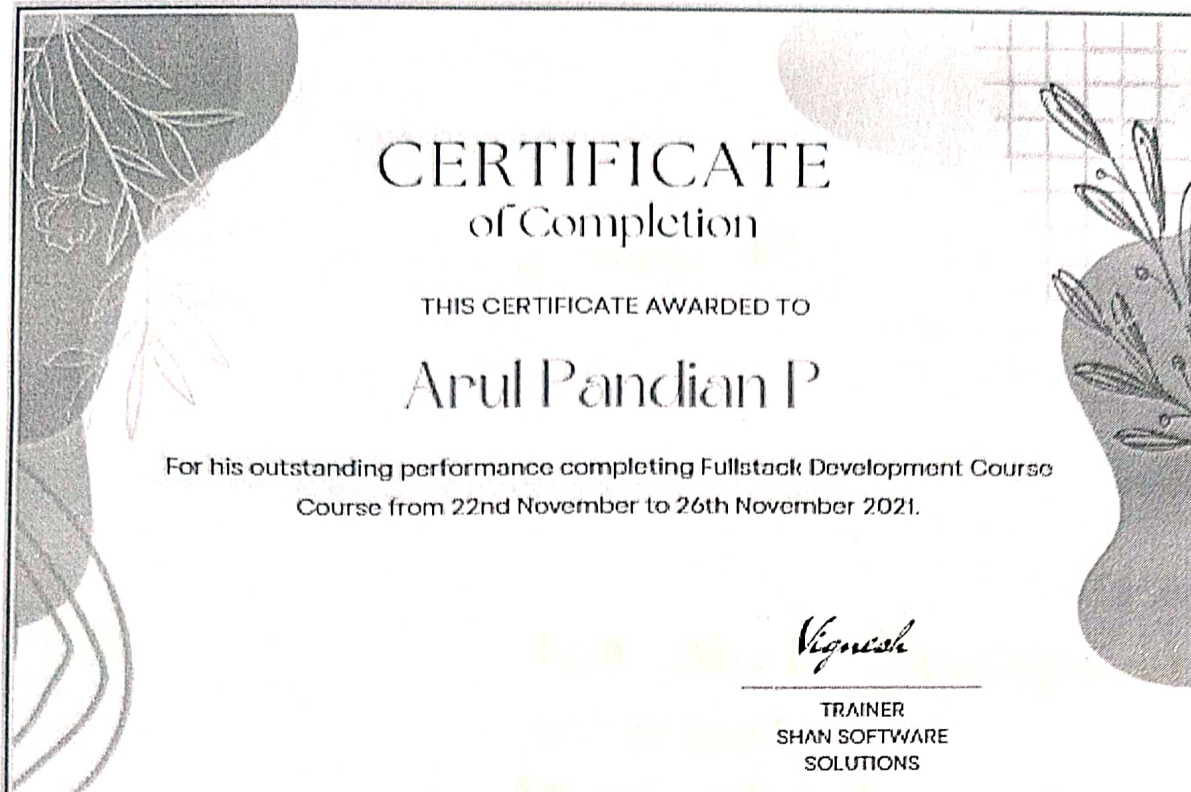 CERTIFICATE
of Completion
THIS CERTIFICATE AWARDED TO
Arul Pandian P
For his outstanding performance completing Fullstack Development Course
Course from 22nd November to 26th November 2021.
Vignesh
TRAINER
SHAN SOFTWARE
SOLUTIONS